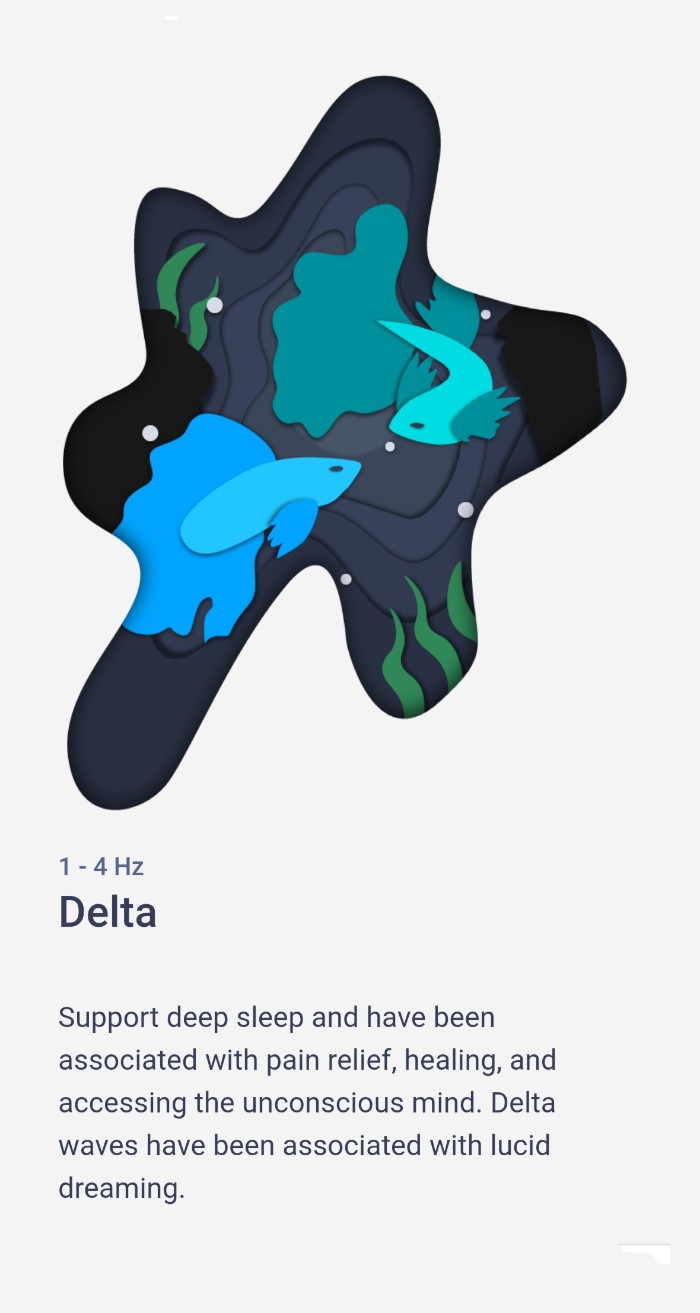 1 - 4 Hz
Delta
Support deep sleep and have been
associated with pain relief, healing, and
accessing the unconscious mind. Delta
waves have been associated with lucid
dreaming.